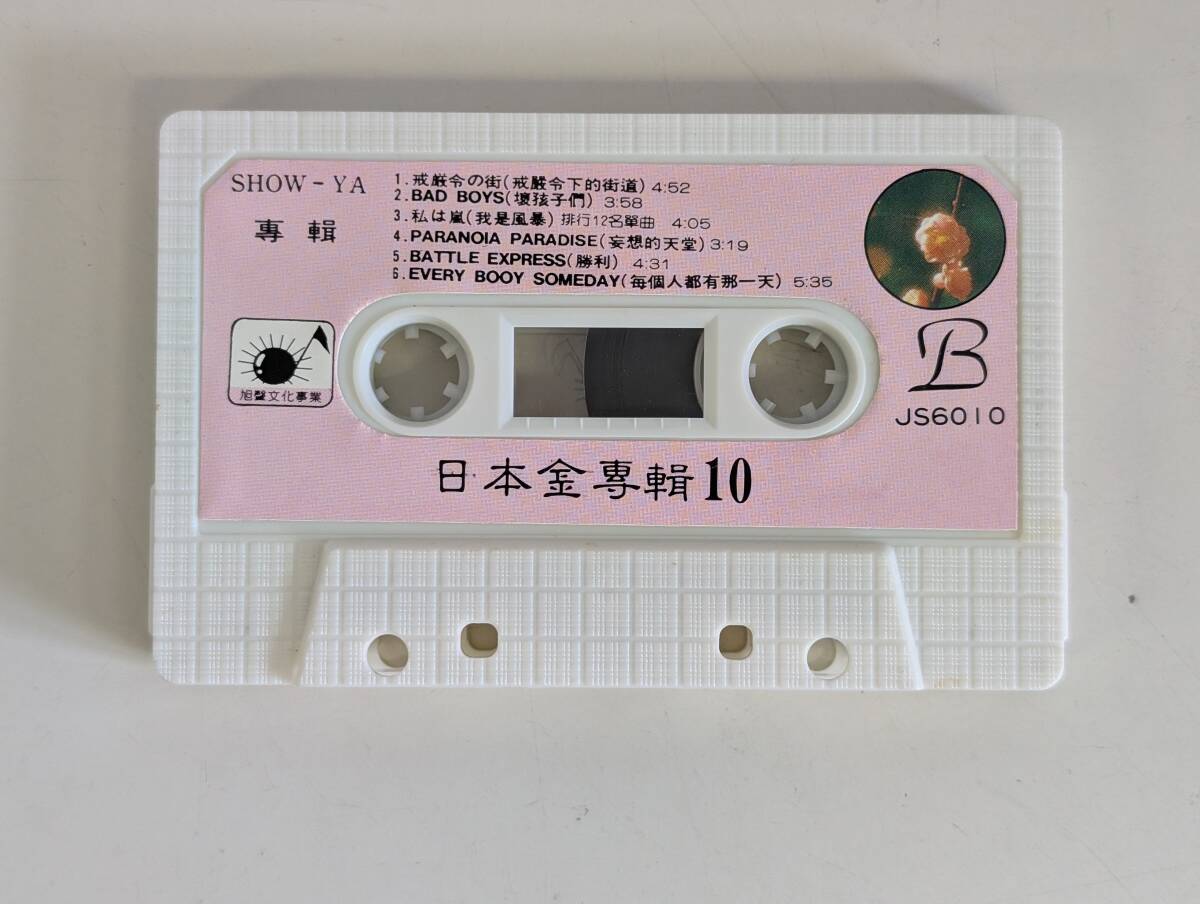 SHOW-YA
專輯
1. 戒厳令の街(戒嚴令下的街道) 4:52
2. BAD BOYS(壞孩子們) 3:58
3. 私は嵐(我是風暴) 排行12名單曲 4:05
4. PARANOIA PARADISE(妄想的天堂) 3:19
5. BATTLE EXPRESS(勝利) 4:31
6. EVERY BOOY SOMEDAY(每個人都有那一天) 5:35
旭聲文化事業
B
JS6010
日本金專輯10